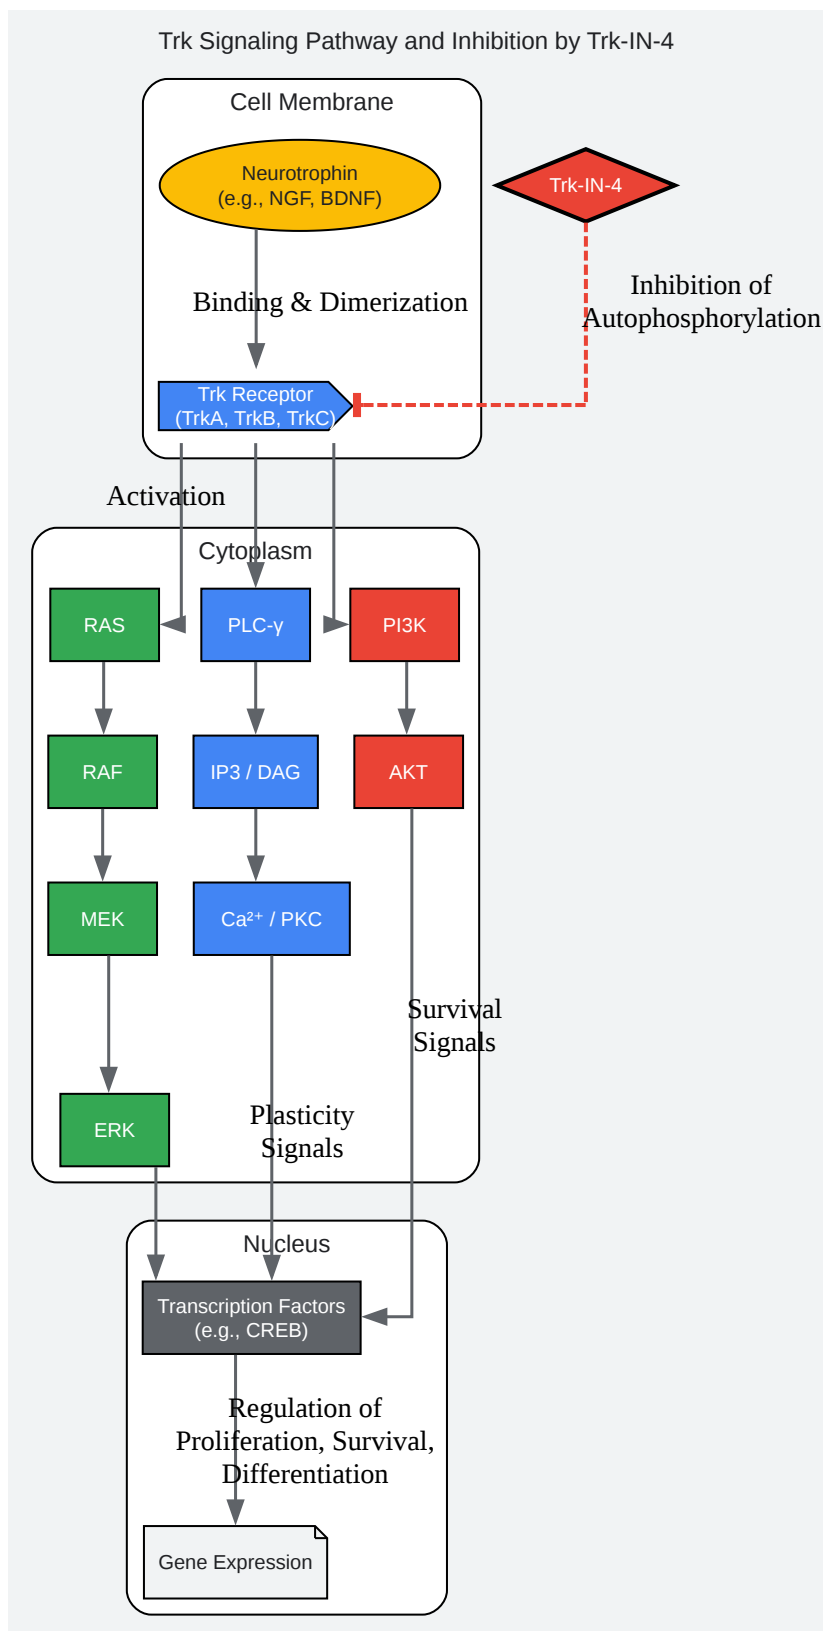 Trk Signaling Pathway and Inhibition by Trk-IN-4
Cell Membrane
Neurotrophin
(e.g., NGF, BDNF)
Trk-IN-4
Inhibition of
Autophosphorylation
Binding & Dimerization
Trk Receptor
(TrkA, TrkB, TrkC)
Activation
Cytoplasm
RAS
PLC-γ
PI3K
RAF
IP3 / DAG
AKT
MEK
Ca²⁺ / PKC
Survival
Signals
Plasticity
Signals
ERK
Nucleus
Transcription Factors
(e.g., CREB)
Regulation of
Proliferation, Survival,
Differentiation
Gene Expression